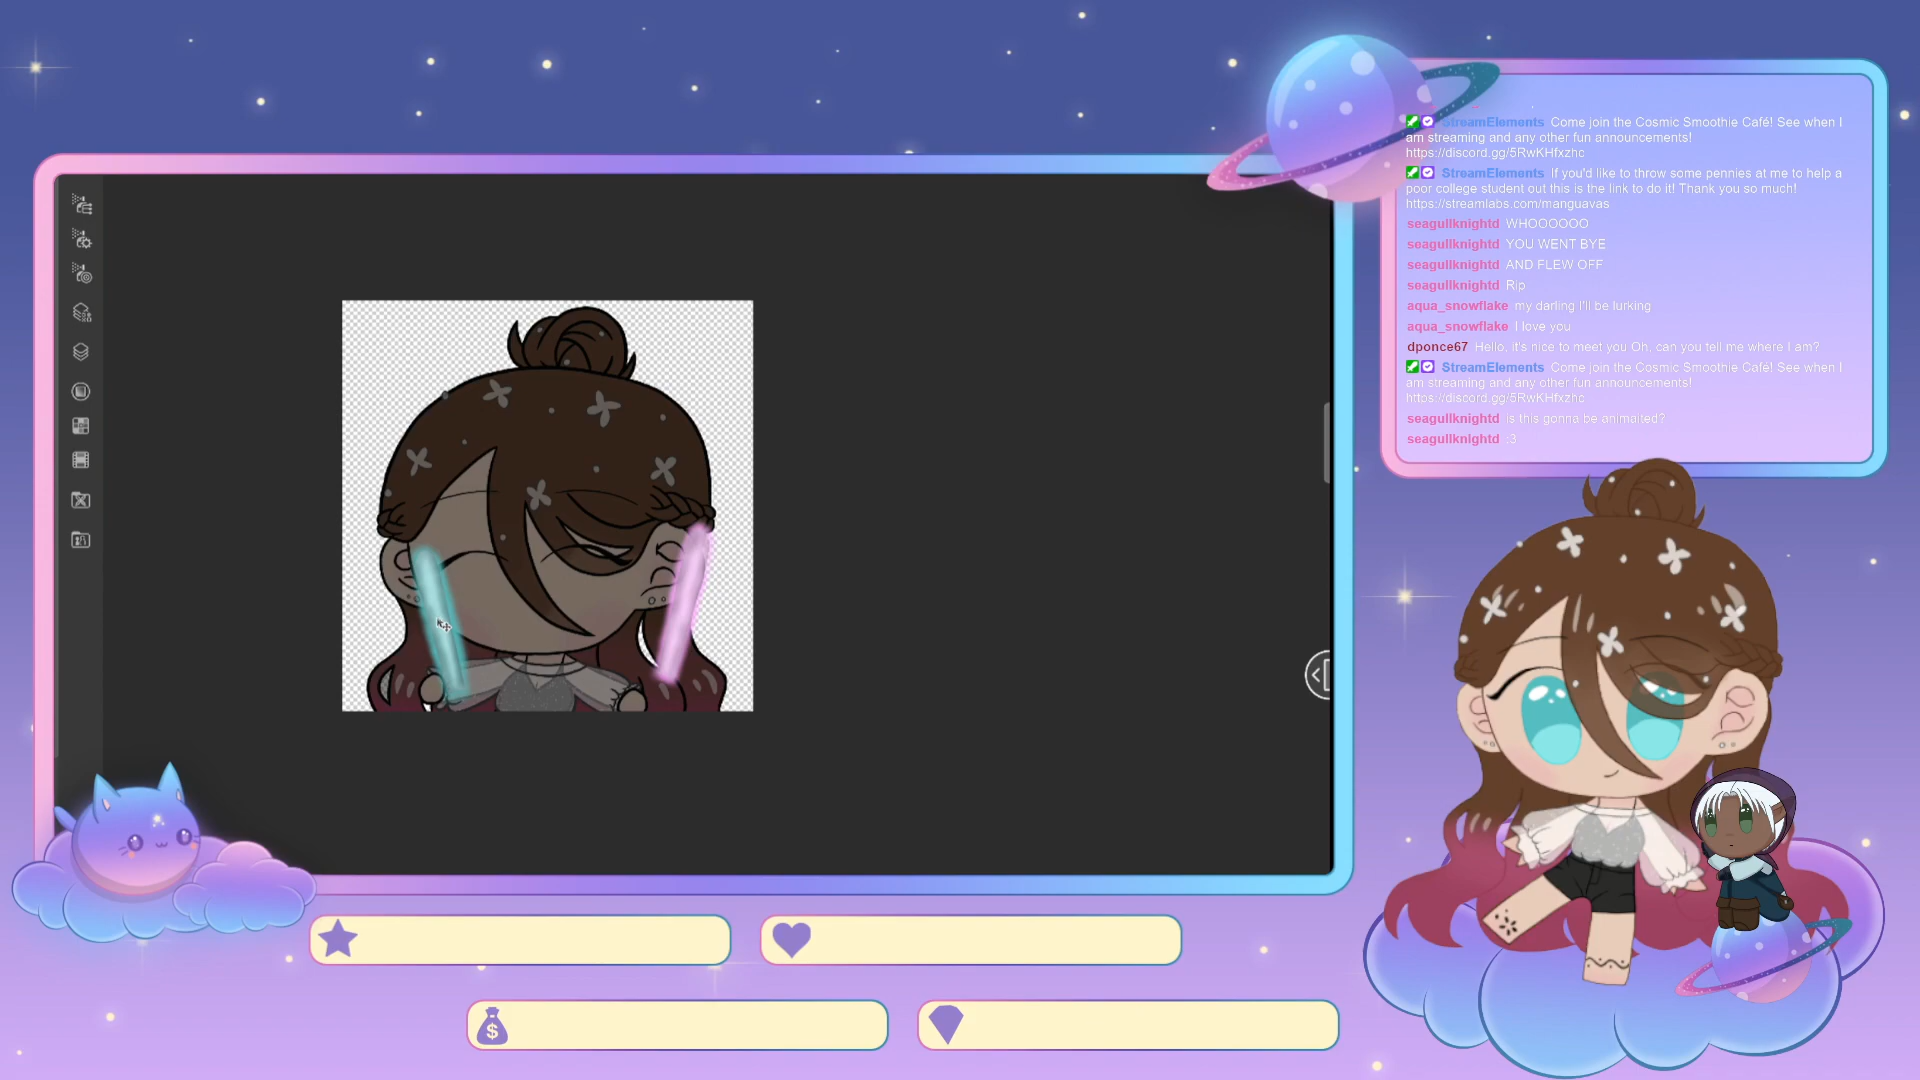 StreamElements Come join the Cosmic Smoothie Café! See when I
am streaming and any other fun announcements!
https://discord.gg/5RwKHfxzhc
StreamElements If you'd like to throw some pennies at me to help a
poor college student out this is the link to do it! Thank you so much!
https://streamlabs.com/manguavas
seagullknightd WHOOOOOO
seagullknightd YOU WENT BYE
seagullknightd AND FLEW OFF
seagullknightd Rip
aqua_snowflake my darling I'll be lurking
aqua_snowflake I love you
dponce67 Hello, it's nice to meet you Oh, can you tell me where I am?
StreamElements Come join the Cosmic Smoothie Café! See when I
am streaming and any other fun announcements!
https://discord.gg/5RwKHfxzhc
seagullknightd is this gonna be animaited?
seagullknightd :3
$